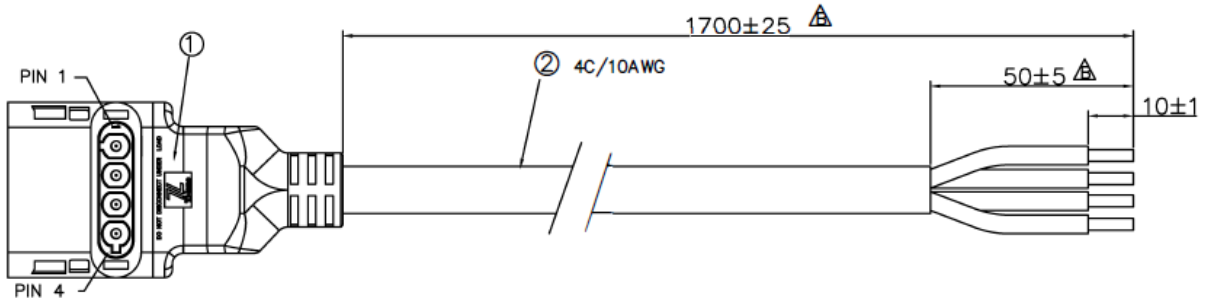 1700±25 B
1
2 4C/10AWG
PIN 1
50±5 B
10±1
DO NOT DISCONNECT UNDER LOAD
PIN 4